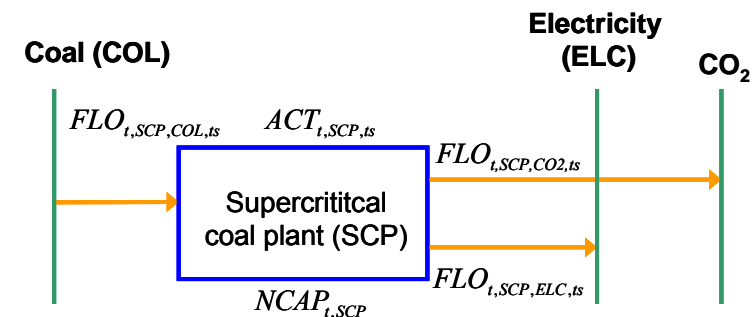 Coal (COL)
Electricity
(ELC)
CO₂
FLOₜ,SCP,COL,ts
ACTₜ,SCP,ts
FLOₜ,SCP,CO2,ts
Supercrititcal
coal plant (SCP)
FLOₜ,SCP,ELC,ts
NCAPₜ,SCP